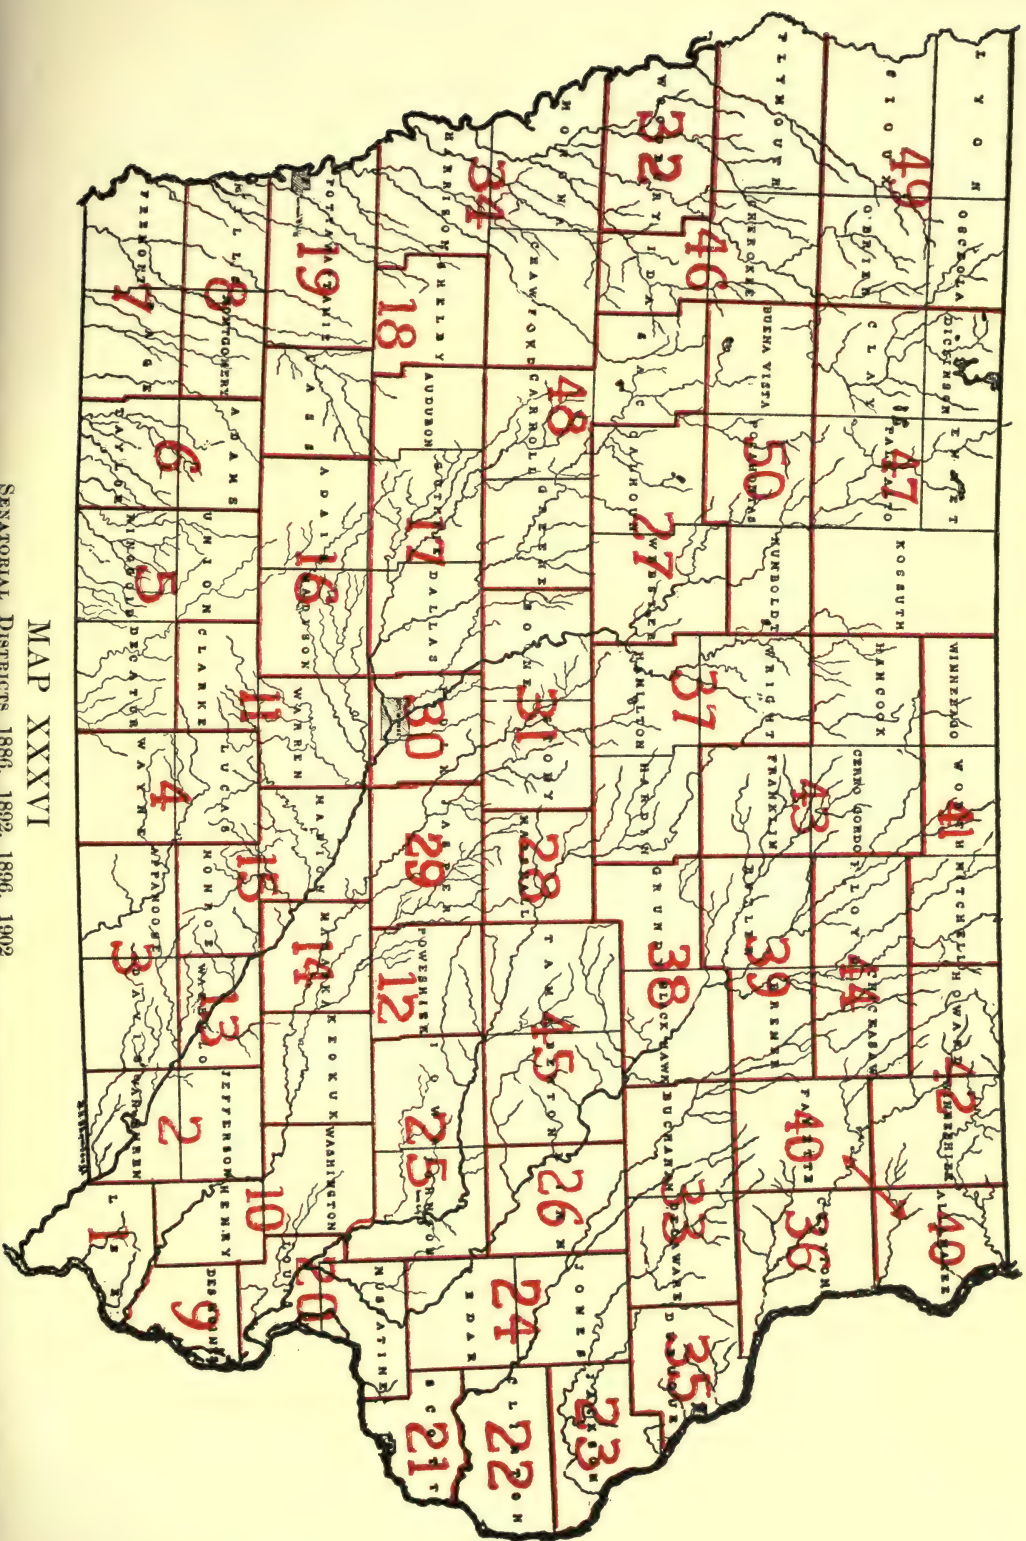 LYON
OSCEOLA
DICKINSON
EMMET
KOSSUTH
WINNEBAGO
WORTH
MITCHELL
HOWARD
WINNESHIEK
ALLAMAKEE
49
47
41
42
40
SIOUX
O'BRIEN
CLAY
PALO ALTO
HANCOCK
CERRO GORDO
FLOYD
CHICKASAW
43
44
PLYMOUTH
CHEROKEE
BUENA VISTA
POCAHONTAS
HUMBOLDT
WRIGHT
FRANKLIN
BUTLER
BREMER
FAYETTE
CLAYTON
46
50
37
39
40
36
WOODBURY
IDA
SAC
CALHOUN
WEBSTER
HAMILTON
HARDIN
GRUNDY
BLACK HAWK
BUCHANAN
DELAWARE
DUBUQUE
32
27
38
33
35
MONONA
CRAWFORD
CARROLL
GREENE
BOONE
STORY
MARSHALL
TAMA
BENTON
LINN
JONES
JACKSON
34
48
31
28
45
26
24
23
HARRISON
SHELBY
AUDUBON
GUTHRIE
DALLAS
POLK
JASPER
POWESHIEK
IOWA
JOHNSON
CEDAR
CLINTON
18
17
30
29
12
25
22
SCOTT
21
MUSCATINE
POTTAWATTAMIE
CASS
ADAIR
MADISON
WARREN
MARION
MAHASKA
KEOKUK
WASHINGTON
LOUISA
19
16
11
15
14
10
20
MILLS
MONTGOMERY
ADAMS
UNION
CLARKE
LUCAS
MONROE
WAPELLO
JEFFERSON
HENRY
DES MOINES
8
6
5
4
13
2
9
FREMONT
PAGE
TAYLOR
RINGGOLD
DECATUR
WAYNE
APPANOOSE
DAVIS
VAN BUREN
LEE
7
3
1
MAP XXXVI
SENATORIAL DISTRICTS, 1886, 1892, 1896, 1902